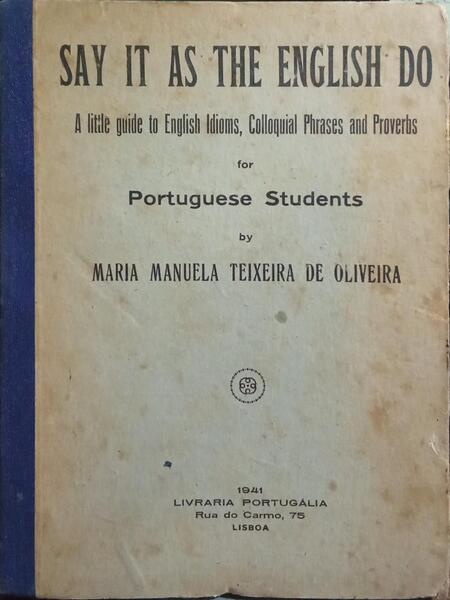 SAY IT AS THE ENGLISH DO
A little guide to English Idioms, Colloquial Phrases and Proverbs
for
Portuguese Students
by
MARIA MANUELA TEIXEIRA DE OLIVEIRA
1941
LIVRARIA PORTUGÁLIA
Rua do Carmo, 75
LISBOA